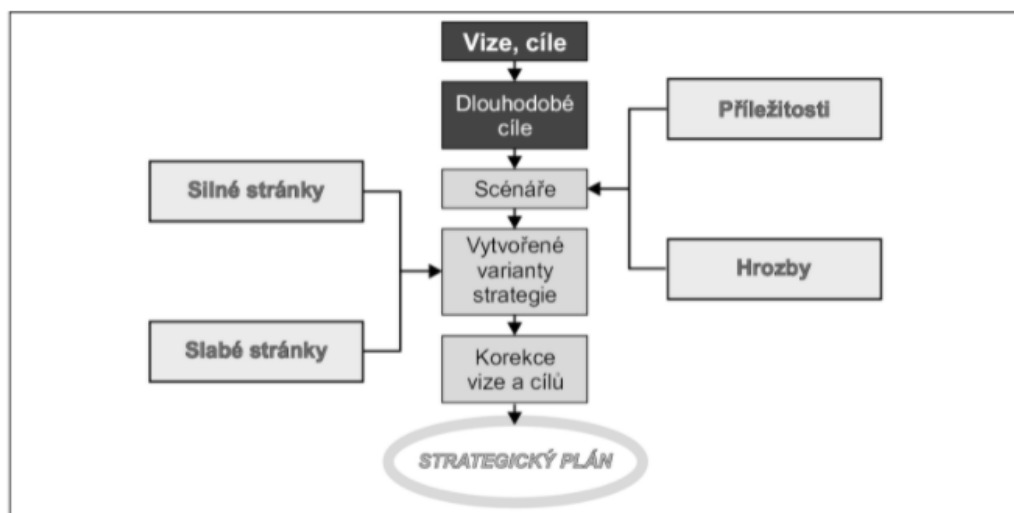 Vize, cíle
Dlouhodobé
cíle
Příležitosti
Scénáře
Silné stránky
Vytvořené
varianty
strategie
Hrozby
Slabé stránky
Korekce
vize a cílů
STRATEGICKÝ PLÁN